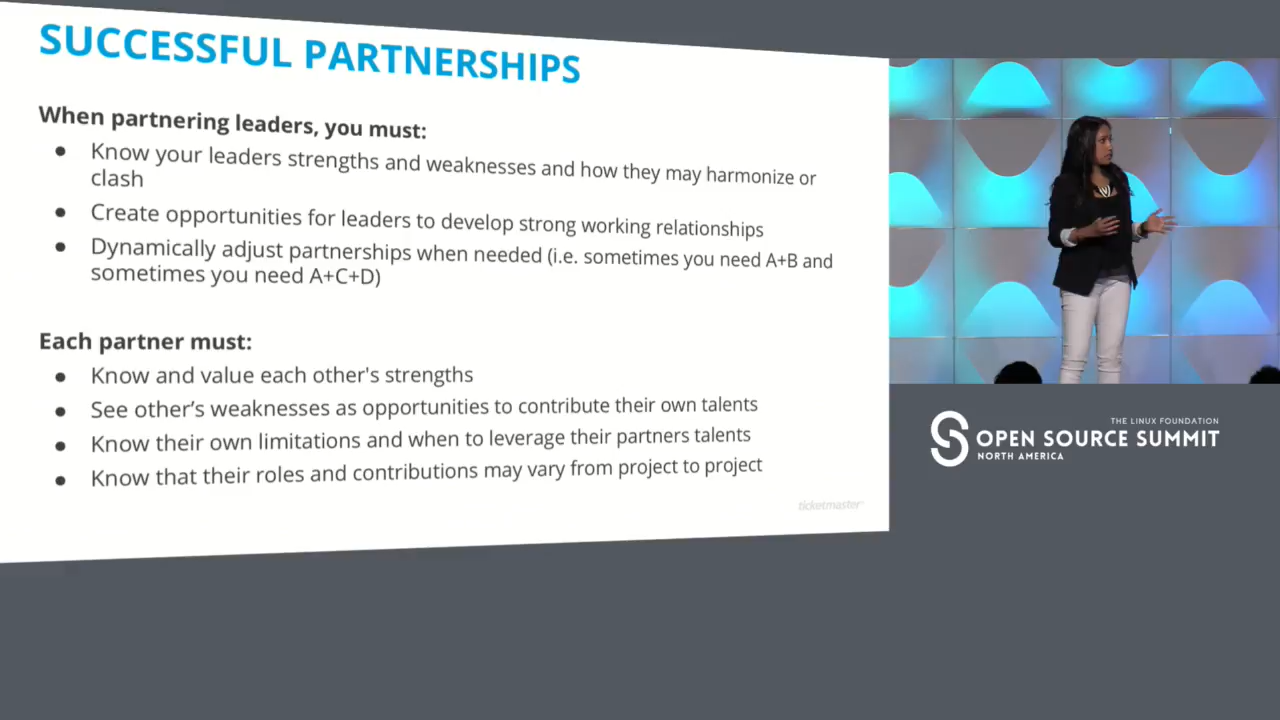 SUCCESSFUL PARTNERSHIPS
When partnering leaders, you must:
● Know your leaders strengths and weaknesses and how they may harmonize or
clash
● Create opportunities for leaders to develop strong working relationships
● Dynamically adjust partnerships when needed (i.e. sometimes you need A+B and
sometimes you need A+C+D)
Each partner must:
● Know and value each other's strengths
● See other’s weaknesses as opportunities to contribute their own talents
● Know their own limitations and when to leverage their partners talents
● Know that their roles and contributions may vary from project to project
ticketmaster
THE LINUX FOUNDATION
OPEN SOURCE SUMMIT
NORTH AMERICA